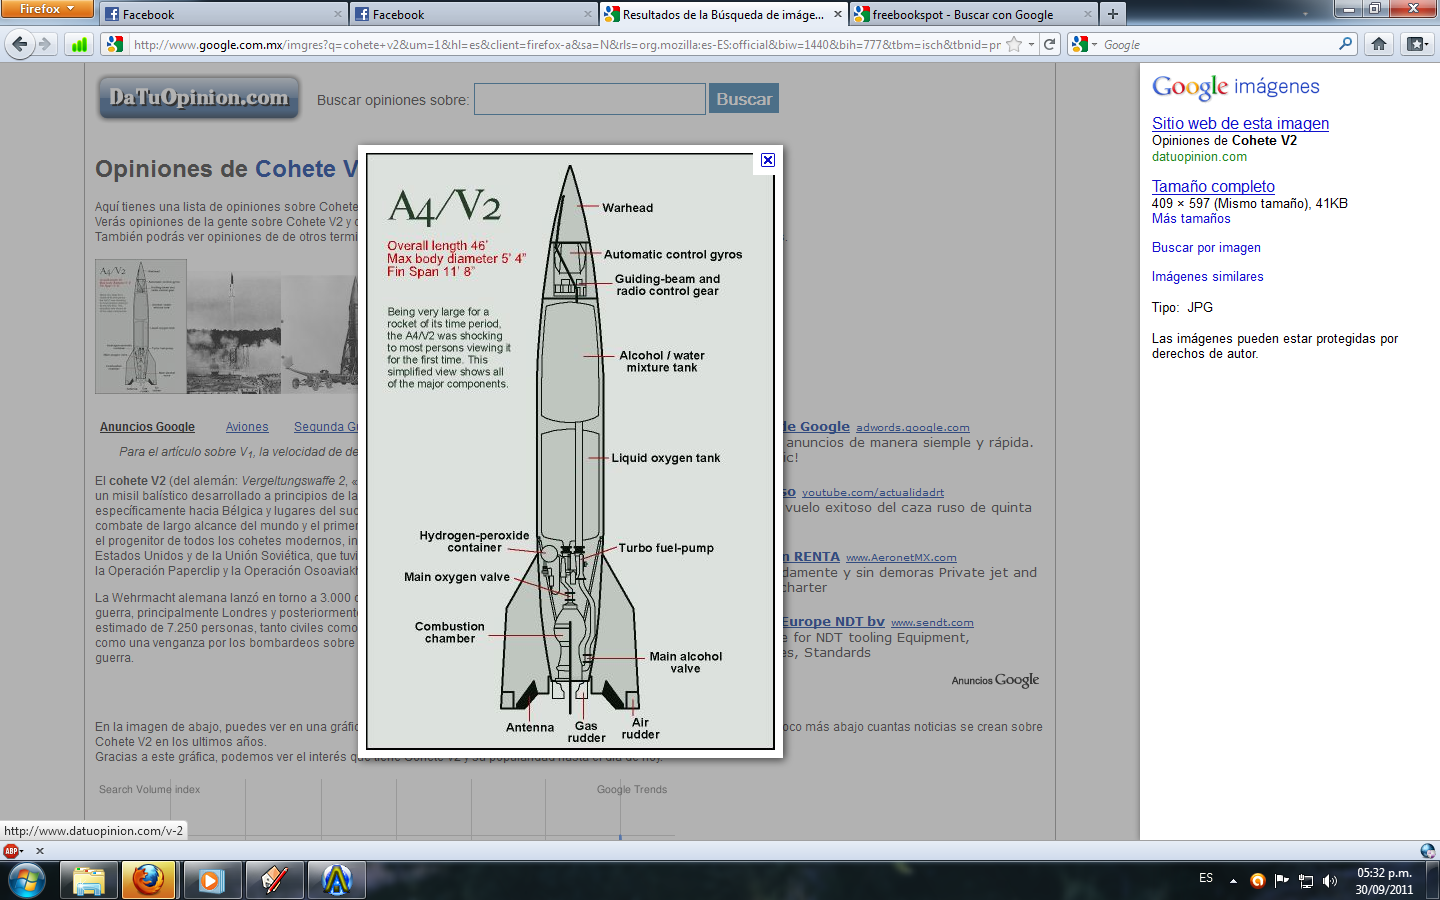 Firefox
Facebook
Facebook
Resultados de la Búsqueda de imáge...
freebookspot - Buscar con Google
http://www.google.com.mx/imgres?q=cohete+v2&um=1&hl=es&client=firefox-a&sa=N&rls=org.mozilla:es-ES:official&biw=1440&bih=777&tbm=isch&tbnid=pr
Google
DaTuOpinion.com
Buscar opiniones sobre:
Buscar
Opiniones de Cohete V
Aquí tienes una lista de opiniones sobre Cohete
Verás opiniones de la gente sobre Cohete V2 y
También podrás ver opiniones de de otros termi
Anuncios Google
Aviones
Segunda
Para el artículo sobre V1, la velocidad de de
El cohete V2 (del alemán: Vergeltungswaffe 2, «
un misil balístico desarrollado a principios de la
específicamente hacia Bélgica y lugares del
combate de largo alcance del mundo y el primer
el progenitor de todos los cohetes modernos,
Estados Unidos y de la Unión Soviética, que
la Operación Paperclip y la Operación
La Wehrmacht alemana lanzó en torno a 3.000
guerra, principalmente Londres y posteriormente
estimado de 7.250 personas, tanto civiles como
como una venganza por los bombardeos sobre
guerra.
En la imagen de abajo, puedes ver en una
oco más abajo cuantas noticias se crean sobre
Cohete V2 en los ultimos años.
Gracias a este gráfica, podemos ver el interés que tiene Cohete V2 y su popularidad hasta el dia de hoy.
Search Volume index
Google Trends
A4/V2
Overall length 46'
Max body diameter 5' 4"
Fin Span 11' 8"
Being very large for a
rocket of its time period,
the A4/V2 was shocking
to most persons viewing it
for the first time. This
simplified view shows all
of the major components.
Warhead
Automatic control gyros
Guiding-beam and
radio control gear
Alcohol / water
mixture tank
Liquid oxygen tank
Hydrogen-peroxide
container
Turbo fuel-pump
Main oxygen valve
Combustion
chamber
Main alcohol
valve
Antenna
Gas
rudder
Air
rudder
de Google adwords.google.com
anuncios de manera siemple y rápida.
ic!
so youtube.com/actualidadrt
vuelo exitoso del caza ruso de quinta
n RENTA www.AeronetMX.com
damente y sin demoras Private jet and
charter
Europe NDT bv www.sendt.com
e for NDT tooling Equipment,
es, Standards
Anuncios Google
Google imágenes
Sitio web de esta imagen
Opiniones de Cohete V2
datuopinion.com
Tamaño completo
409 × 597 (Mismo tamaño), 41KB
Más tamaños
Buscar por imagen
Imágenes similares
Tipo: JPG
Las imágenes pueden estar protegidas por
derechos de autor.
http://www.datuopinion.com/v-2
ABP
ES
05:32 p.m.
30/09/2011